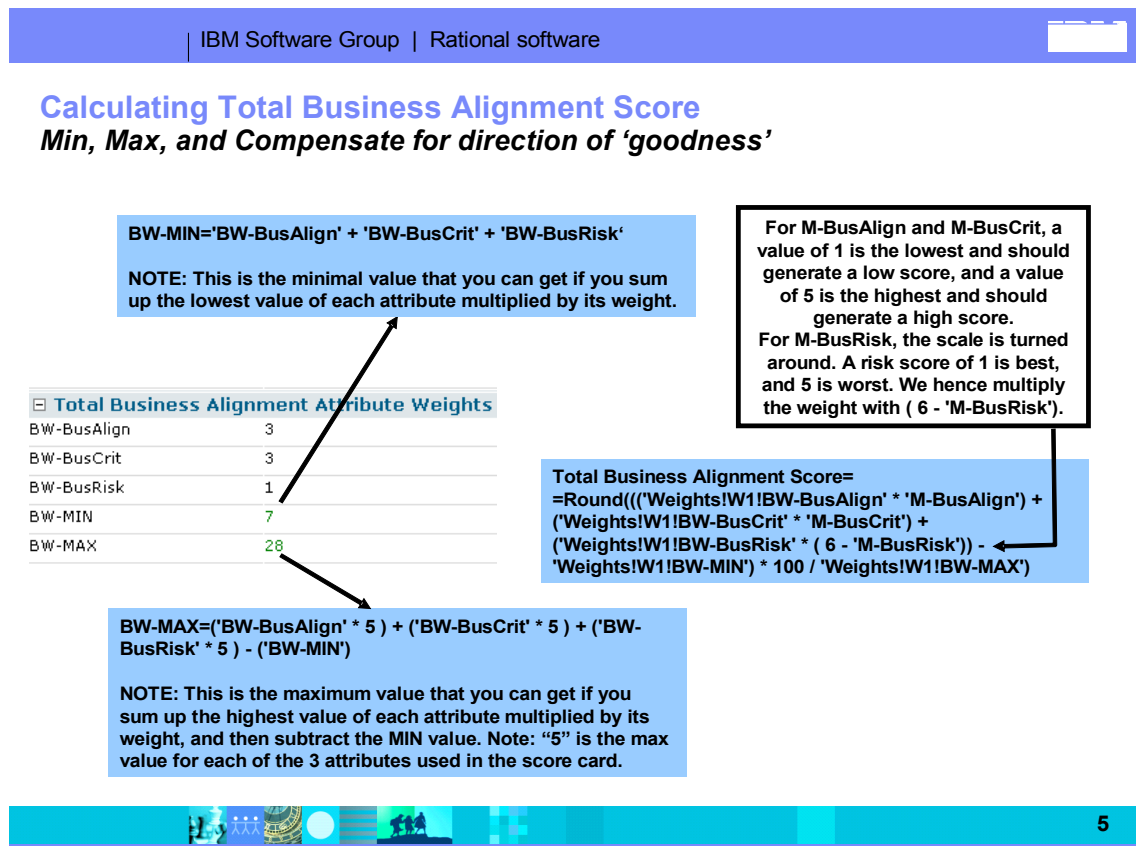 IBM Software Group | Rational software
Calculating Total Business Alignment Score
Min, Max, and Compensate for direction of ‘goodness’
BW-MIN='BW-BusAlign' + 'BW-BusCrit' + 'BW-BusRisk‘
NOTE: This is the minimal value that you can get if you sum
up the lowest value of each attribute multiplied by its weight.
For M-BusAlign and M-BusCrit, a
value of 1 is the lowest and should
generate a low score, and a value
of 5 is the highest and should
generate a high score.
For M-BusRisk, the scale is turned
around. A risk score of 1 is best,
and 5 is worst. We hence multiply
the weight with ( 6 - 'M-BusRisk').
Total Business Alignment Attribute Weights
BW-BusAlign 3
BW-BusCrit 3
BW-BusRisk 1
BW-MIN 7
BW-MAX 28
Total Business Alignment Score=
=Round((('Weights!W1!BW-BusAlign' * 'M-BusAlign') +
('Weights!W1!BW-BusCrit' * 'M-BusCrit') +
('Weights!W1!BW-BusRisk' * ( 6 - 'M-BusRisk')) -
'Weights!W1!BW-MIN') * 100 / 'Weights!W1!BW-MAX')
BW-MAX=('BW-BusAlign' * 5 ) + ('BW-BusCrit' * 5 ) + ('BW-
BusRisk' * 5 ) - ('BW-MIN')
NOTE: This is the maximum value that you can get if you
sum up the highest value of each attribute multiplied by its
weight, and then subtract the MIN value. Note: “5” is the max
value for each of the 3 attributes used in the score card.
5